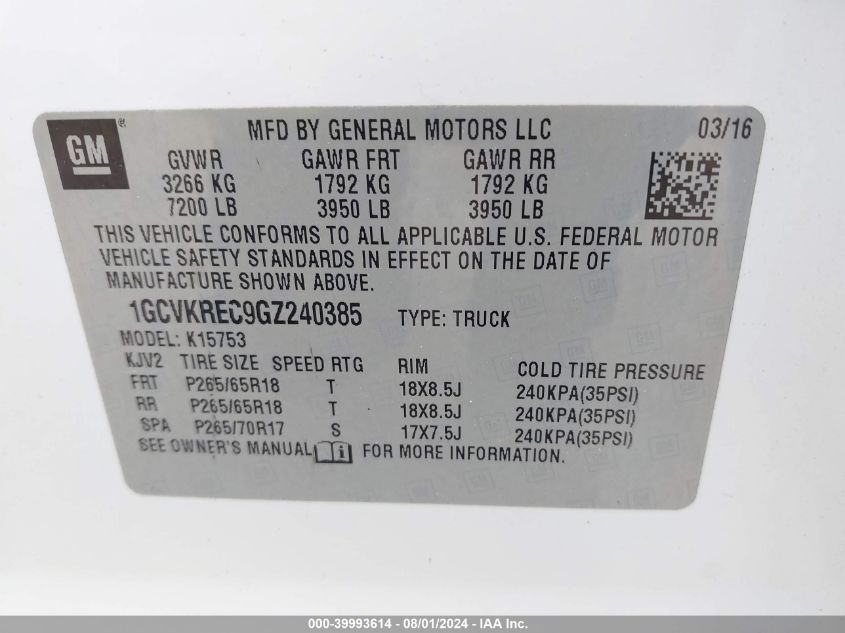 GM ®
MFD BY GENERAL MOTORS LLC 03/16
GVWR GAWR FRT GAWR RR
3266 KG 1792 KG 1792 KG
7200 LB 3950 LB 3950 LB
THIS VEHICLE CONFORMS TO ALL APPLICABLE U.S. FEDERAL MOTOR
VEHICLE SAFETY STANDARDS IN EFFECT ON THE DATE OF
MANUFACTURE SHOWN ABOVE.
1GCVKREC9GZ240385 TYPE: TRUCK
MODEL: K15753
KJV2 TIRE SIZE SPEED RTG RIM COLD TIRE PRESSURE
FRT P265/65R18 T 18X8.5J 240KPA(35PSI)
RR P265/65R18 T 18X8.5J 240KPA(35PSI)
SPA P265/70R17 S 17X7.5J 240KPA(35PSI)
SEE OWNER'S MANUAL i FOR MORE INFORMATION.
000-39993614 - 08/01/2024 - IAAI Inc.